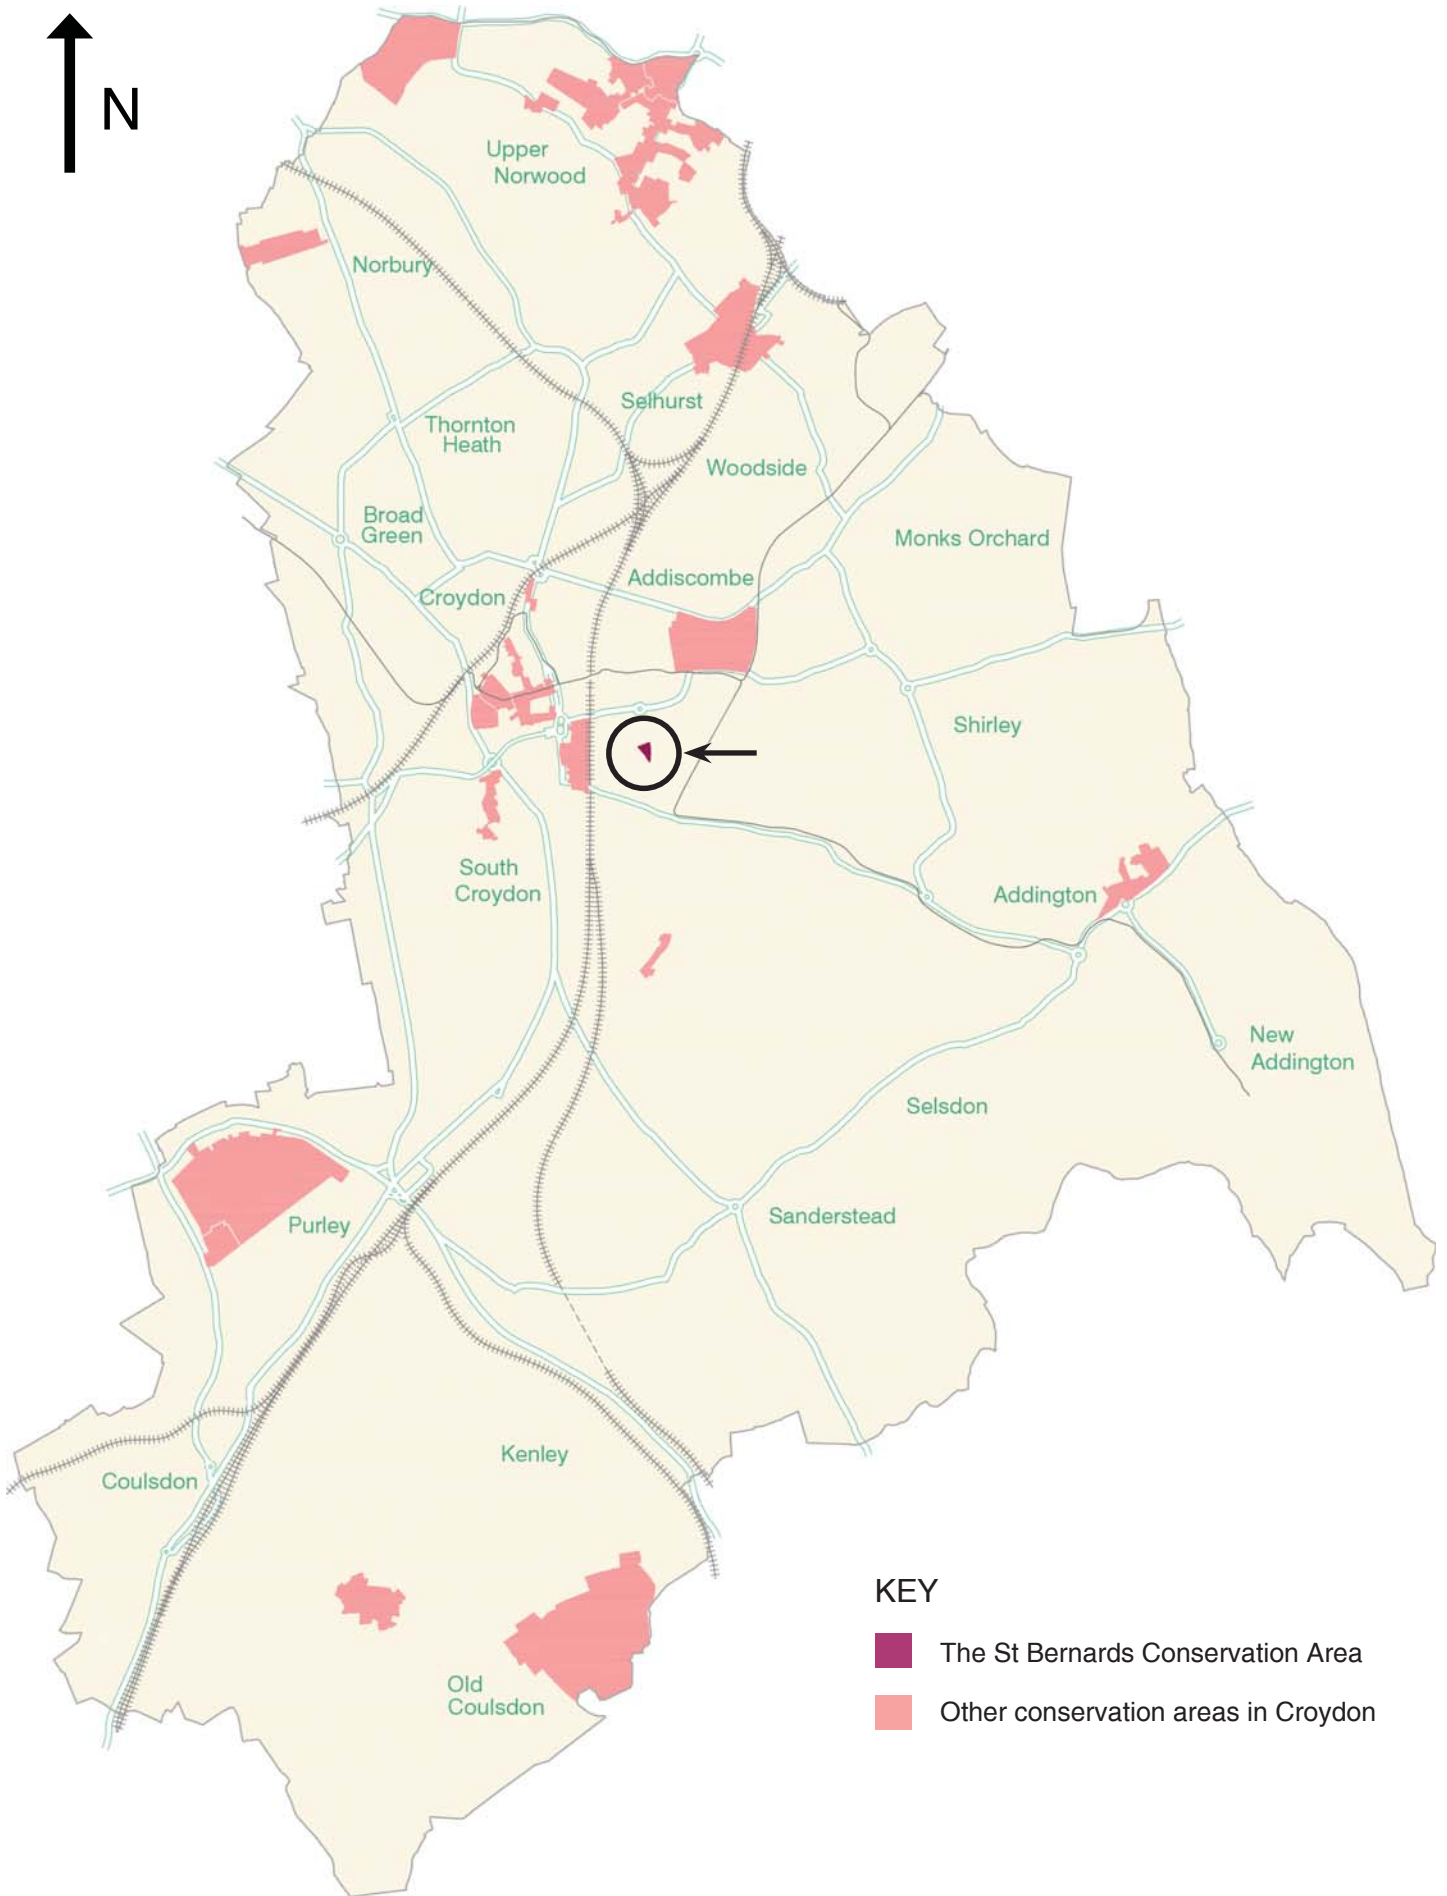 N
Upper
Norwood
Norbury
Selhurst
Thornton
Heath
Woodside
Broad
Green
Monks Orchard
Addiscombe
Croydon
Shirley
South
Croydon
Addington
New
Addington
Selsdon
Sanderstead
Purley
Kenley
Coulsdon
Old
Coulsdon
KEY
The St Bernards Conservation Area
Other conservation areas in Croydon